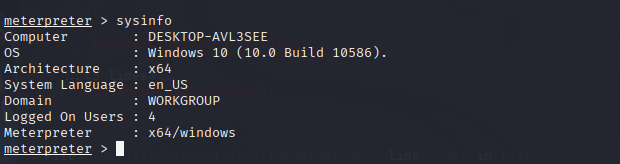 meterpreter > sysinfo
Computer        : DESKTOP-AVL3SEE
OS              : Windows 10 (10.0 Build 10586).
Architecture    : x64
System Language : en_US
Domain          : WORKGROUP
Logged On Users : 4
Meterpreter     : x64/windows
meterpreter >